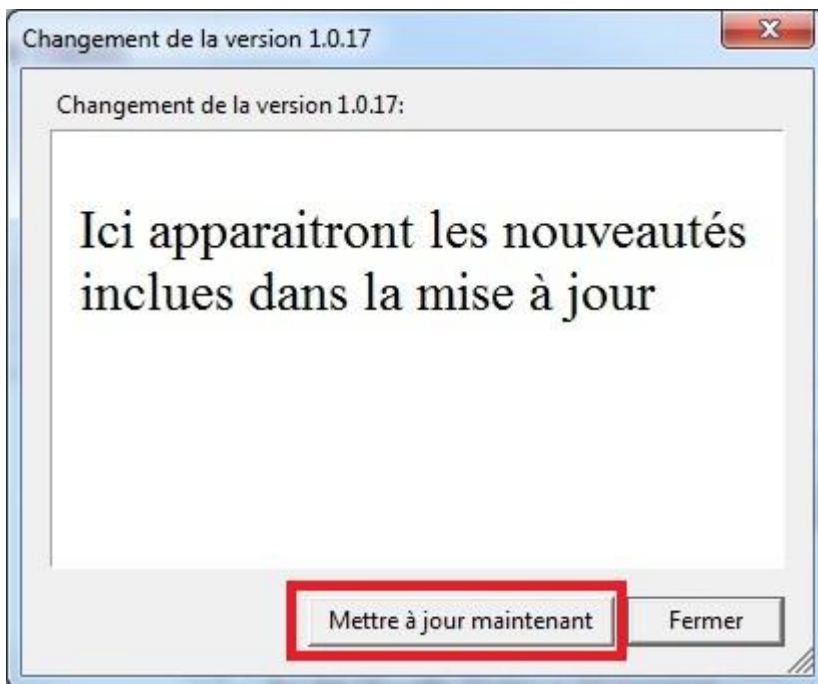 Changement de la version 1.0.17
Changement de la version 1.0.17:
Ici apparaitront les nouveautés
inclues dans la mise à jour
Mettre à jour maintenant
Fermer